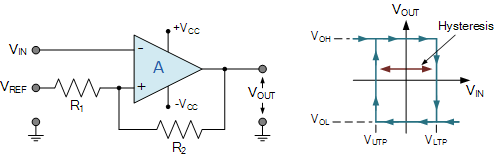 +VCC
VIN
-
A
VREF
+
R1
-VCC
VOUT
R2
VOUT
Hysteresis
VOH
VIN
VOL
VUTP
VLTP